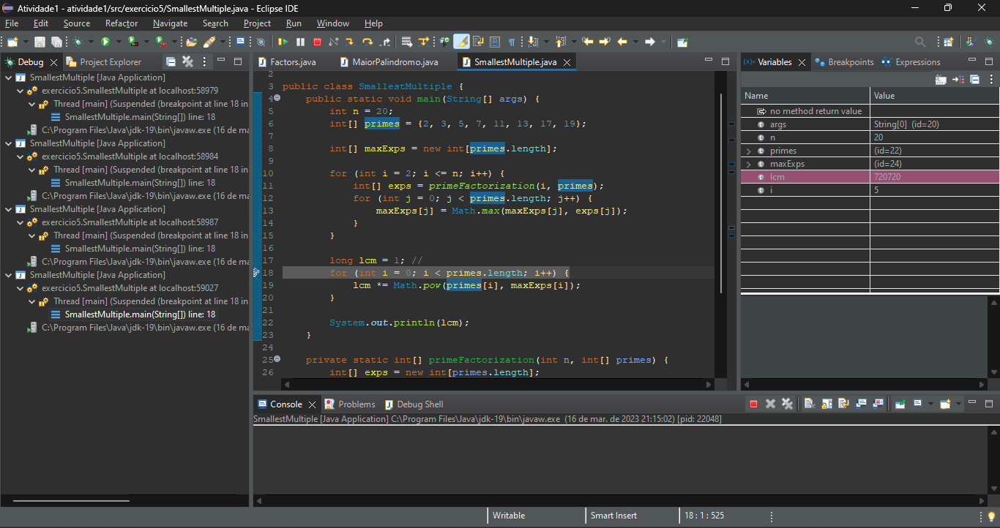 Atividade1 - atividade1/src/exercicio5/SmallestMultiple.java - Eclipse IDE
File Edit Source Refactor Navigate Search Project Run Window Help
Debug Project Explorer
SmallestMultiple [Java Application]
exercicio5.SmallestMultiple at localhost:58979
Thread [main] (Suspended (breakpoint at line 18 in
SmallestMultiple.main(String[]) line: 18
C:\Program Files\Java\jdk-19\bin\javaw.exe (16 de ma
SmallestMultiple [Java Application]
exercicio5.SmallestMultiple at localhost:58984
Thread [main] (Suspended (breakpoint at line 18 in
SmallestMultiple.main(String[]) line: 18
C:\Program Files\Java\jdk-19\bin\javaw.exe (16 de ma
SmallestMultiple [Java Application]
exercicio5.SmallestMultiple at localhost:58987
Thread [main] (Suspended (breakpoint at line 18 in
SmallestMultiple.main(String[]) line: 18
C:\Program Files\Java\jdk-19\bin\javaw.exe (16 de ma
SmallestMultiple [Java Application]
exercicio5.SmallestMultiple at localhost:59027
Thread [main] (Suspended (breakpoint at line 18 in
SmallestMultiple.main(String[]) line: 18
C:\Program Files\Java\jdk-19\bin\javaw.exe (16 de ma
Factors.java MaiorPalindromo.java SmallestMultiple.java
2
3 public class SmallestMultiple {
4 public static void main(String[] args) {
5 int n = 20;
6 int[] primes = {2, 3, 5, 7, 11, 13, 17, 19};
7
8 int[] maxExps = new int[primes.length];
9
10 for (int i = 2; i <= n; i++) {
11 int[] exps = primeFactorization(i, primes);
12 for (int j = 0; j < primes.length; j++) {
13 maxExps[j] = Math.max(maxExps[j], exps[j]);
14 }
15 }
16
17 long lcm = 1; //
18 for (int i = 0; i < primes.length; i++) {
19 lcm *= Math.pow(primes[i], maxExps[i]);
20 }
21
22 System.out.println(lcm);
23 }
24
25 private static int[] primeFactorization(int n, int[] primes) {
26 int[] exps = new int[primes.length];
(x)= Variables Breakpoints Expressions
Name Value
no method return value
args String[0] (id=20)
n 20
primes (id=22)
maxExps (id=24)
lcm 720720
i 5
Console Problems Debug Shell
SmallestMultiple [Java Application] C:\Program Files\Java\jdk-19\bin\javaw.exe (16 de mar. de 2023 21:15:02) [pid: 22048]
Writable Smart Insert 18 : 1 : 525